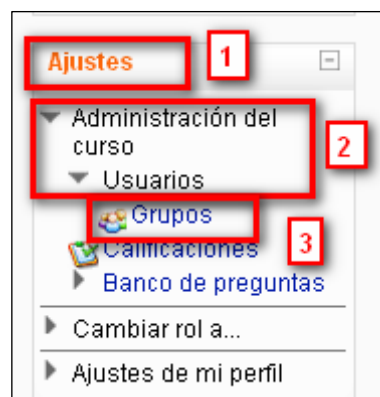 Ajustes
1
Administración del
curso
2
Usuarios
Grupos
3
Calificaciones
Banco de preguntas
Cambiar rol a...
Ajustes de mi perfil